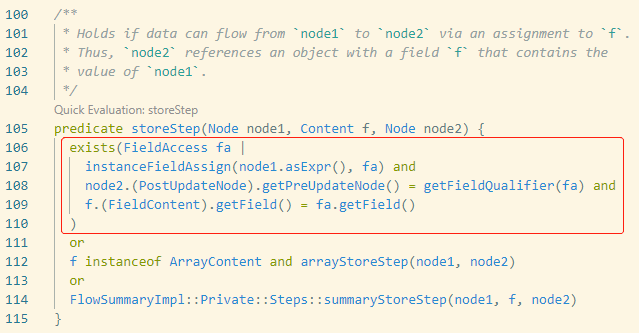 100 /**
101 * Holds if data can flow from `node1` to `node2` via an assignment to `f`.
102 * Thus, `node2` references an object with a field `f` that contains the
103 * value of `node1`.
104 */
Quick Evaluation: storeStep
105 predicate storeStep(Node node1, Content f, Node node2) {
106 exists(FieldAccess fa |
107 instanceFieldAssign(node1.asExpr(), fa) and
108 node2.(PostUpdateNode).getPreUpdateNode() = getFieldQualifier(fa) and
109 f.(FieldContent).getField() = fa.getField()
110 )
111 or
112 f instanceof ArrayContent and arrayStoreStep(node1, node2)
113 or
114 FlowSummaryImpl::Private::Steps::summaryStoreStep(node1, f, node2)
115 }